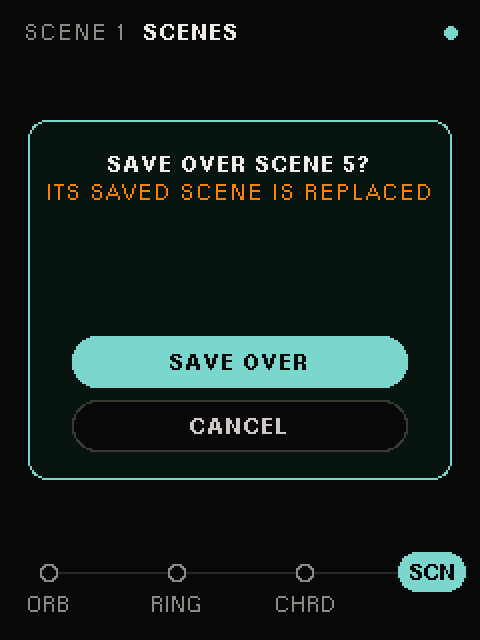 SCENE 1 SCENES
SAVE OVER SCENE 5?
ITS SAVED SCENE IS REPLACED
SAVE OVER
CANCEL
SCN
ORB RING CHRD